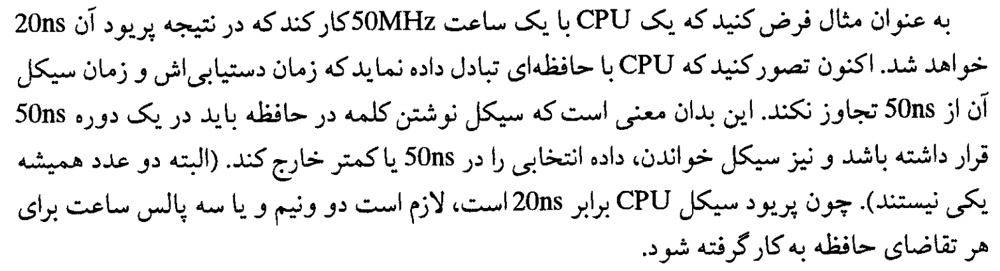 به عنوان مثال فرض کنید که یک CPU با یک ساعت 50MHz کار کند که در نتیجه پریود آن 20ns
خواهد شد. اکنون تصور کنید که CPU با حافظه‌ای تبادل داده نماید که زمان دستیابی‌اش و زمان سیکل
آن از 50ns تجاوز نکند. این بدان معنی است که سیکل نوشتن کلمه در حافظه باید در یک دوره 50ns
قرار داشته باشد و نیز سیکل خواندن، داده انتخابی را در 50ns یا کمتر خارج کند. (البته دو عدد همیشه
یکی نیستند). چون پریود سیکل CPU برابر 20ns است، لازم است دو ونیم و یا سه پالس ساعت برای
هر تقاضای حافظه به کار گرفته شود.